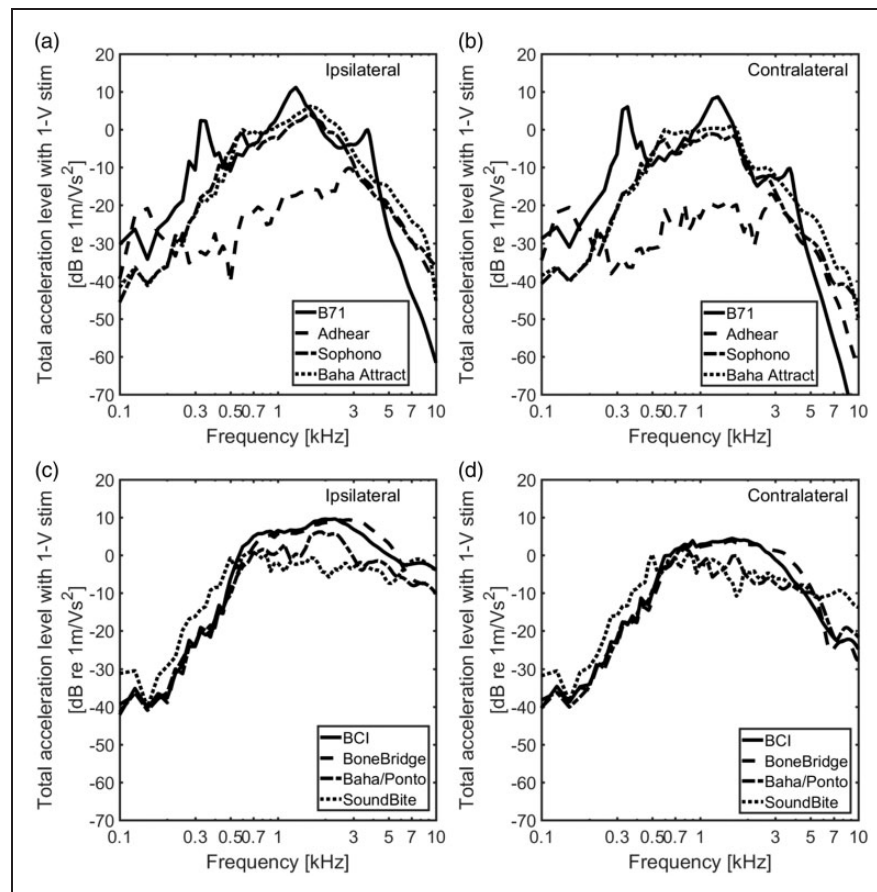 (a)
Ipsilateral
Total acceleration level with 1-V stim
[dB re 1m/Vs²]
20
10
0
-10
-20
-30
-40
-50
-60
-70
B71
Adhear
Sophono
Baha Attract
0.1 0.3 0.5 0.7 1 3 5 7 10
Frequency [kHz]
(b)
Contralateral
Total acceleration level with 1-V stim
[dB re 1m/Vs²]
20
10
0
-10
-20
-30
-40
-50
-60
-70
B71
Adhear
Sophono
Baha Attract
0.1 0.3 0.5 0.7 1 3 5 7 10
Frequency [kHz]
(c)
Ipsilateral
Total acceleration level with 1-V stim
[dB re 1m/Vs²]
20
10
0
-10
-20
-30
-40
-50
-60
-70
BCI
BoneBridge
Baha/Ponto
SoundBite
0.1 0.3 0.5 0.7 1 3 5 7 10
Frequency [kHz]
(d)
Contralateral
Total acceleration level with 1-V stim
[dB re 1m/Vs²]
20
10
0
-10
-20
-30
-40
-50
-60
-70
BCI
BoneBridge
Baha/Ponto
SoundBite
0.1 0.3 0.5 0.7 1 3 5 7 10
Frequency [kHz]